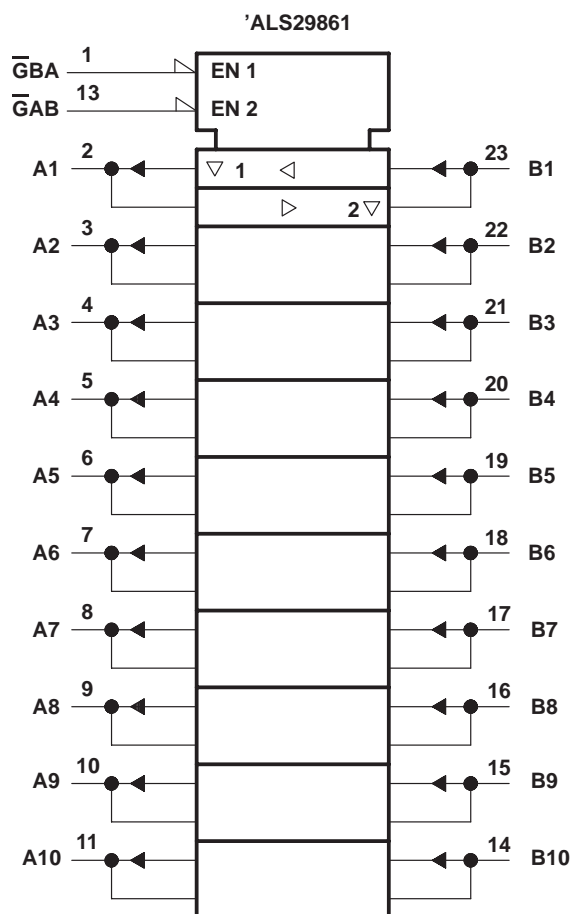 'ALS29861
G̅BA 1 EN 1
G̅AB 13 EN 2
A1 2 1 23 B1
2
A2 3 22 B2
A3 4 21 B3
A4 5 20 B4
A5 6 19 B5
A6 7 18 B6
A7 8 17 B7
A8 9 16 B8
A9 10 15 B9
A10 11 14 B10